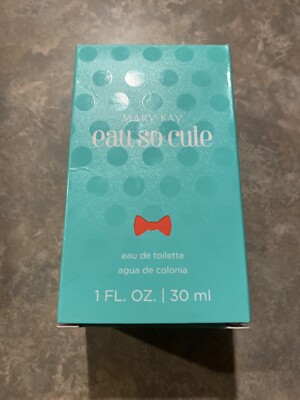 MARY KAY
eau so cute
eau de toilette
agua de colonia
1 FL. OZ. | 30 ml